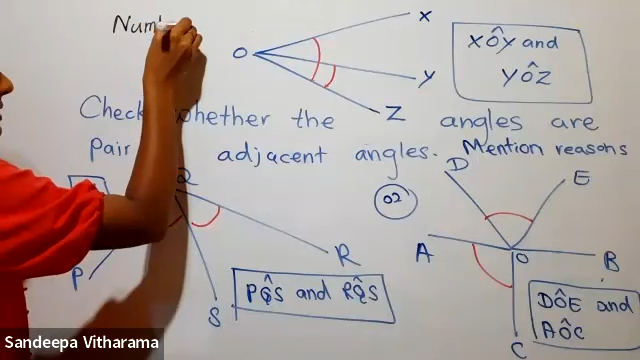 Num
X
O
Y
Z
XÔY and
YÔZ
Check whether the angles are
pair adjacent angles. Mention reasons
Q
02
D
E
P
R
S
A
O
B
C
PQ̂S and RQ̂S
DÔE and
AÔC
Sandeepa Vitharama